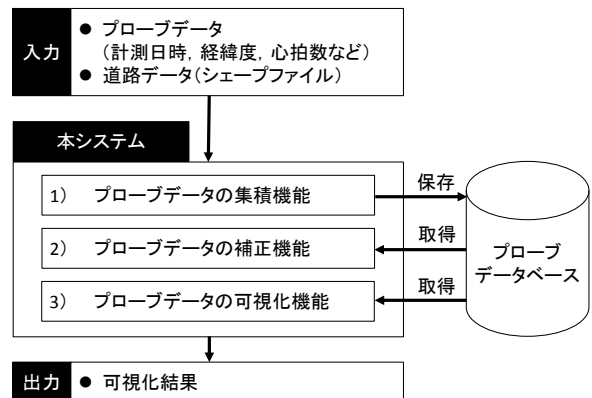 入力
● プローブデータ
（計測日時，経緯度，心拍数など）
● 道路データ（シェープファイル）
本システム
1） プローブデータの集積機能
2） プローブデータの補正機能
3） プローブデータの可視化機能
保存
取得
取得
プローブ
データベース
出力
● 可視化結果